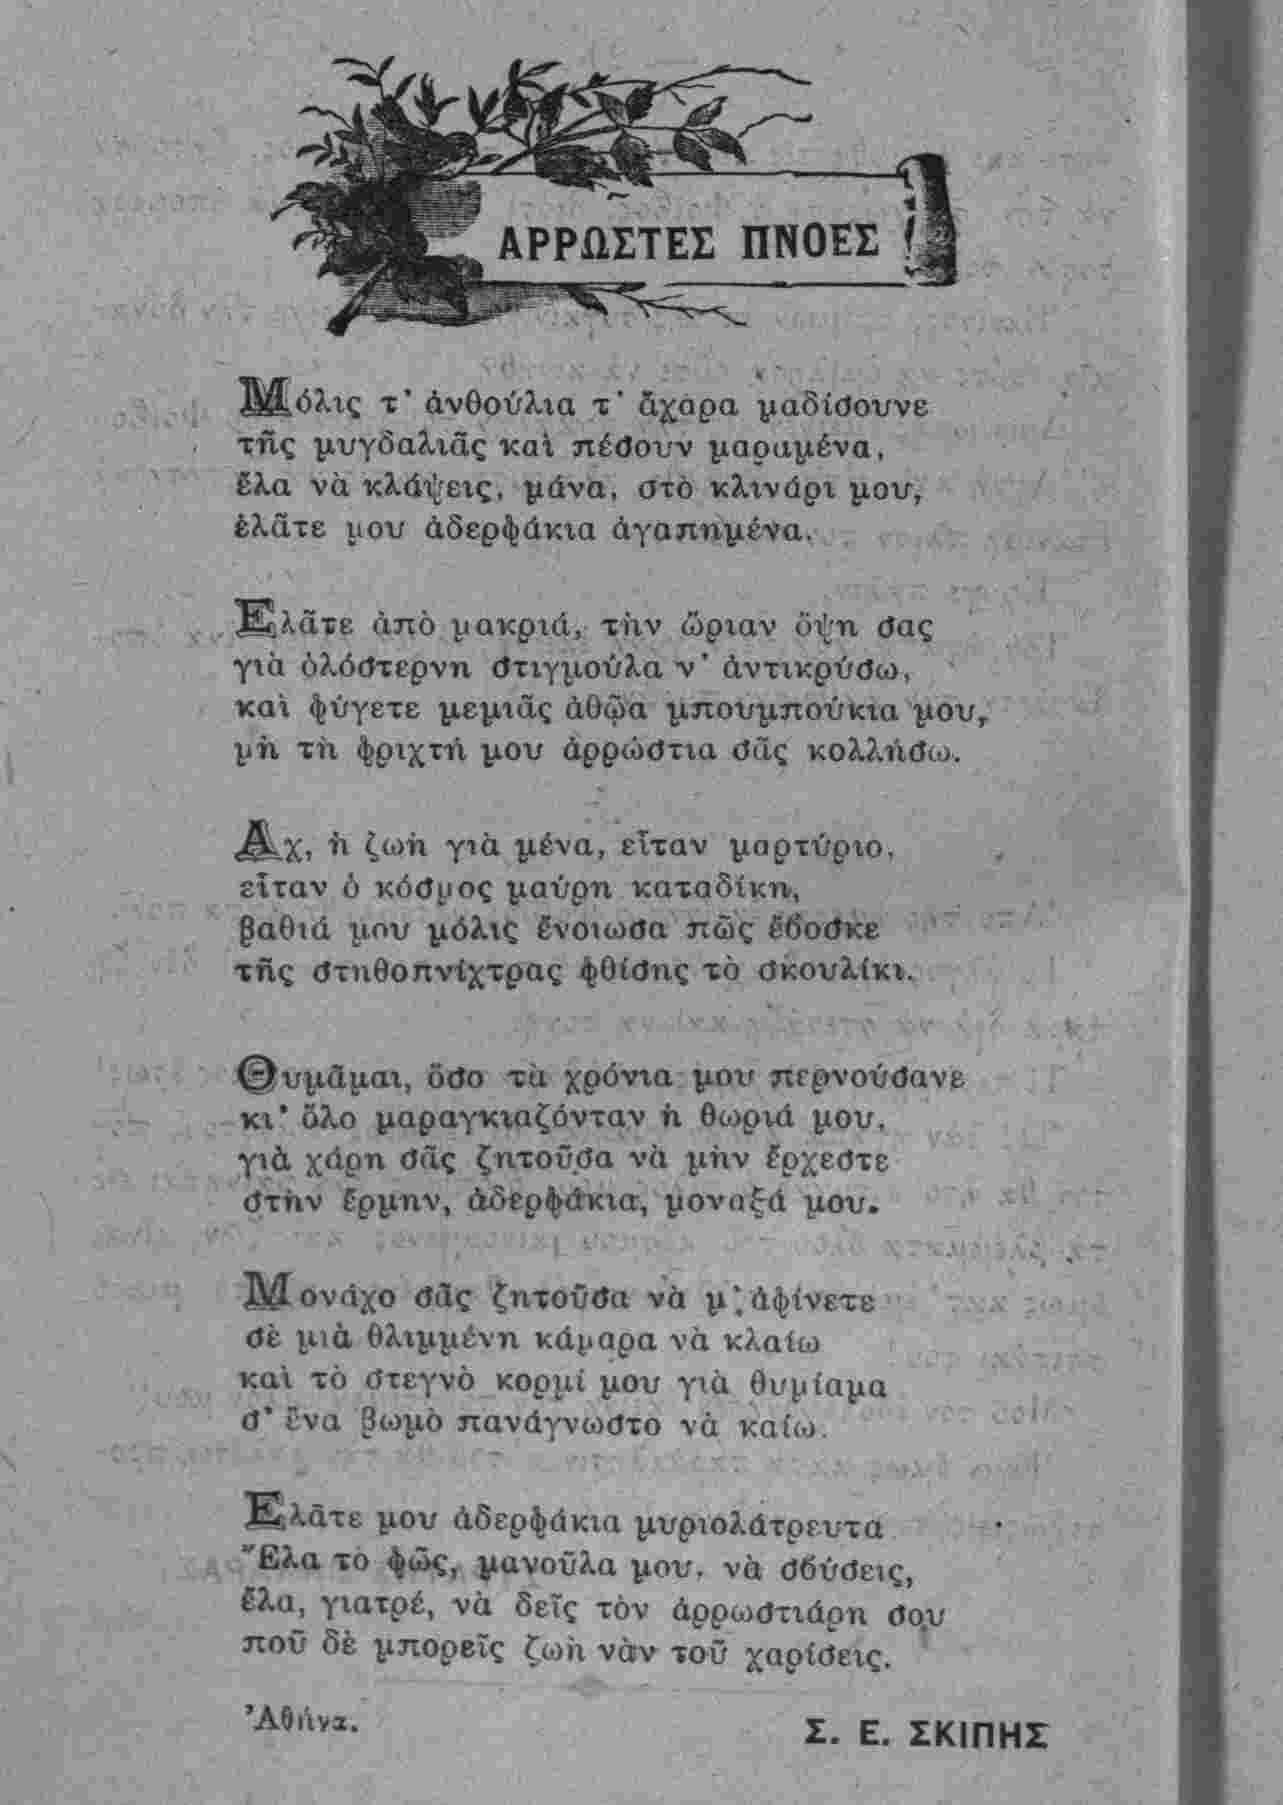 ΑΡΡΩΣΤΕΣ ΠΝΟΕΣ
Μόλις τ' ἀνθούλια τ' ἄχαρα μαδίσουνε
τῆς μυγδαλιᾶς καὶ πέσουν μαραμένα,
ἔλα νὰ κλάψεις, μάνα, στὸ κλινάρι μου,
ἐλᾶτε μου ἀδερφάκια ἀγαπημένα.
Ελᾶτε ἀπὸ μακριά, τὴν ὥριαν ὄψη σας
γιὰ ὁλόστερνη στιγμούλα ν' ἀντικρύσω,
καὶ φύγετε μεμιᾶς ἀθῷα μπουμπούκια μου,
μὴ τὴ φριχτή μου ἀρρώστια σᾶς κολλήσω.
Αχ, ἡ ζωὴ γιὰ μένα, εἶταν μαρτύριο,
εἶταν ὁ κόσμος μαύρη καταδίκη,
βαθιά μου μόλις ἔνοιωσα πῶς ἔβοσκε
τῆς στηθοπνίχτρας φθίσης τὸ σκουλίκι.
Θυμᾶμαι, ὅσο τὰ χρόνια μου περνούσανε
κι' ὅλο μαραγκιαζόνταν ἡ θωριά μου,
γιὰ χάρη σᾶς ζητοῦσα νὰ μὴν ἔρχεστε
στὴν ἔρμην, ἀδερφάκια, μοναξά μου.
Μονάχο σᾶς ζητοῦσα νὰ μ' ἀφίνετε
σὲ μιὰ θλιμμένη κάμαρα νὰ κλαίω
καὶ τὸ στεγνὸ κορμί μου γιὰ θυμίαμα
σ' ἕνα βωμὸ πανάγνωστο νὰ καίω.
Ελᾶτε μου ἀδερφάκια μυριολάτρευτα
Ἔλα τὸ φῶς, μανοῦλα μου, νὰ σβύσεις,
ἔλα, γιατρέ, νὰ δεῖς τὸν ἀρρωστιάρη σου
ποῦ δὲ μπορεῖς ζωὴ νὰν τοῦ χαρίσεις.
Ἀθήνα.
Σ. Ε. ΣΚΙΠΗΣ